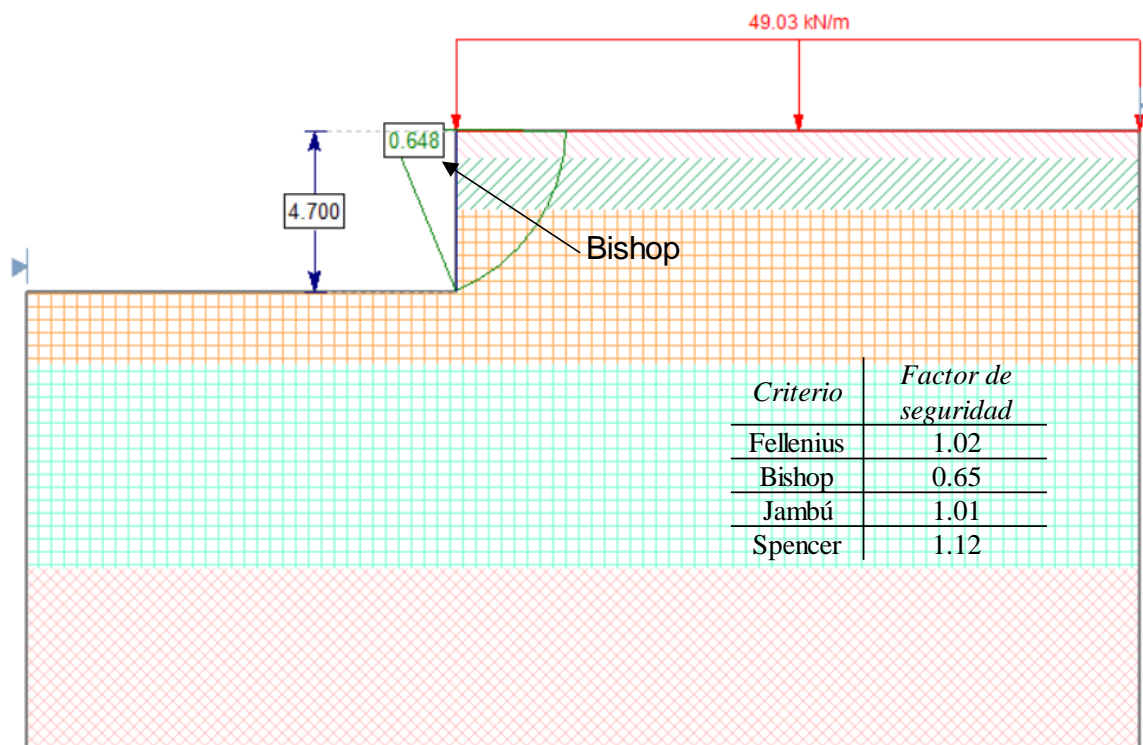 49.03 kN/m
0.648
4.700
Bishop
Criterio Factor de seguridad
Fellenius 1.02
Bishop 0.65
Jambú 1.01
Spencer 1.12